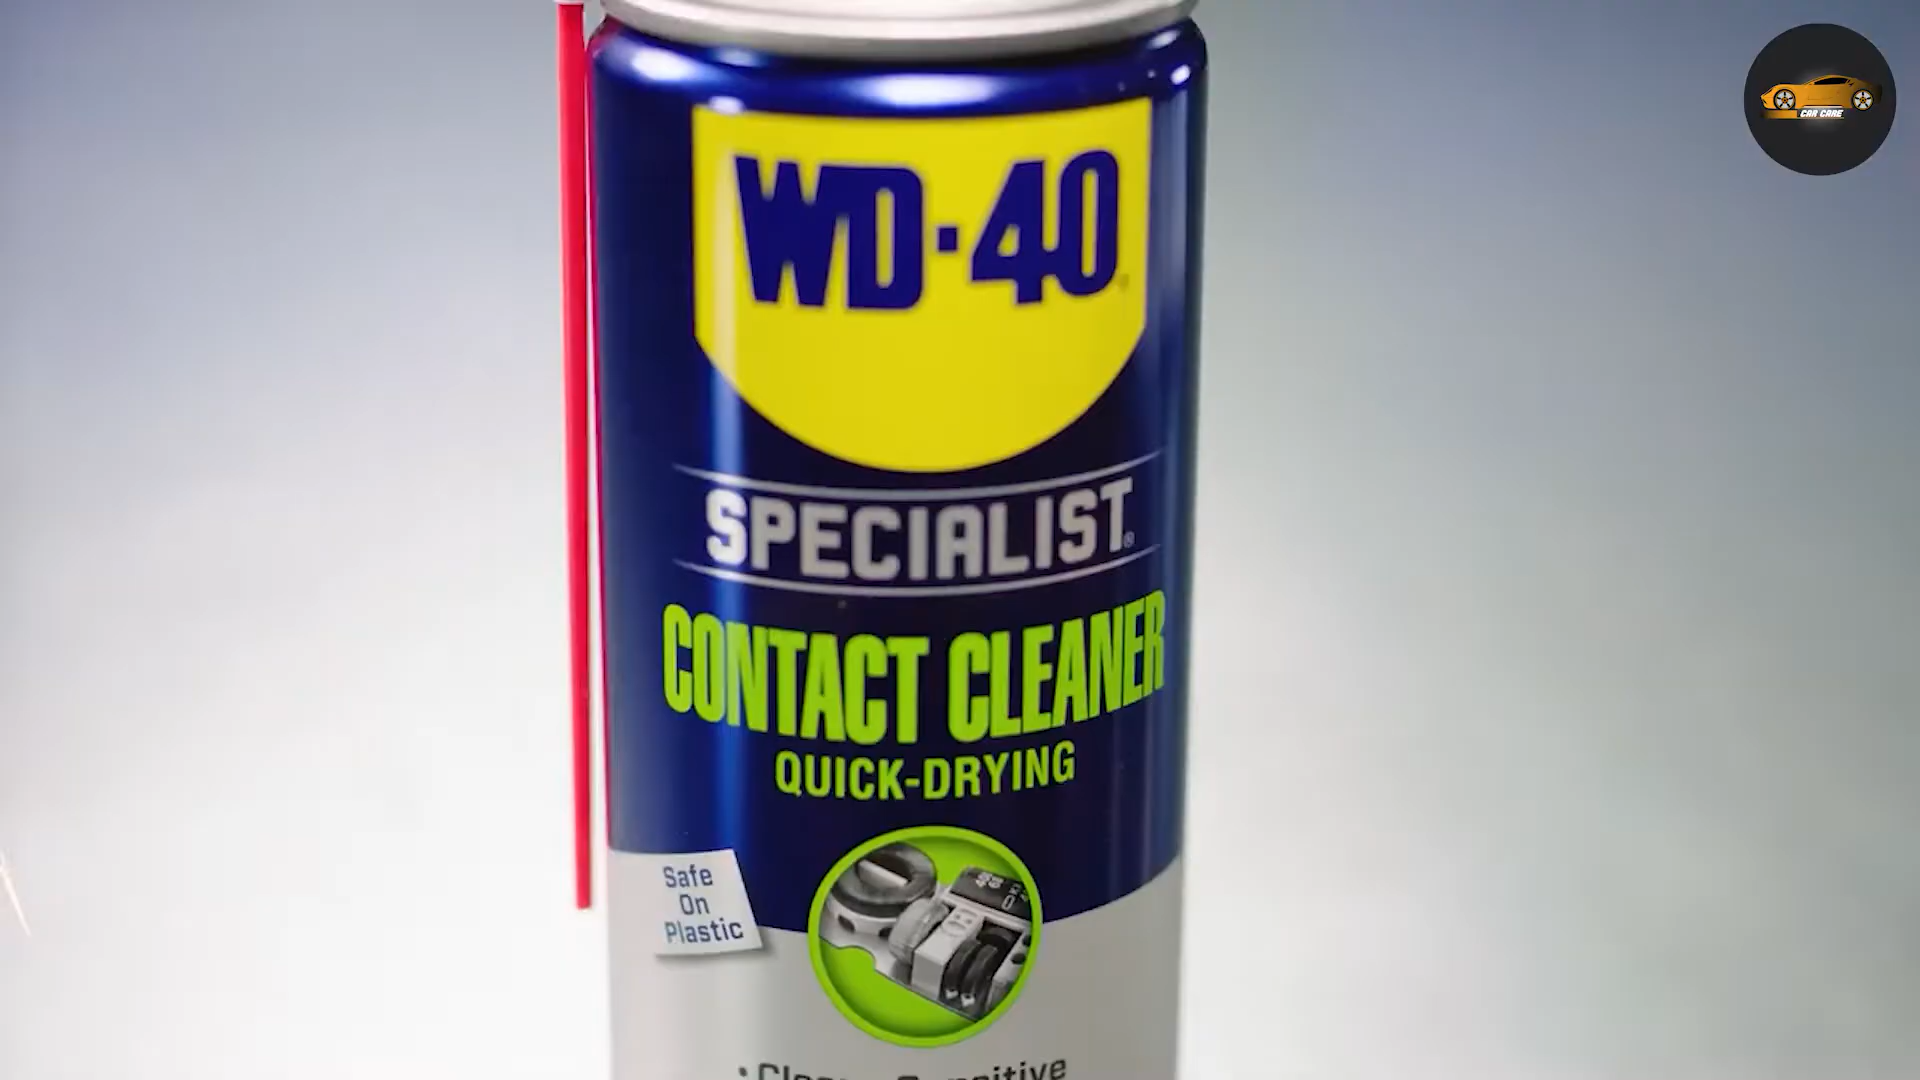 CAR CARE
WD-40
SPECIALIST®
CONTACT CLEANER
QUICK-DRYING
Safe
On
Plastic